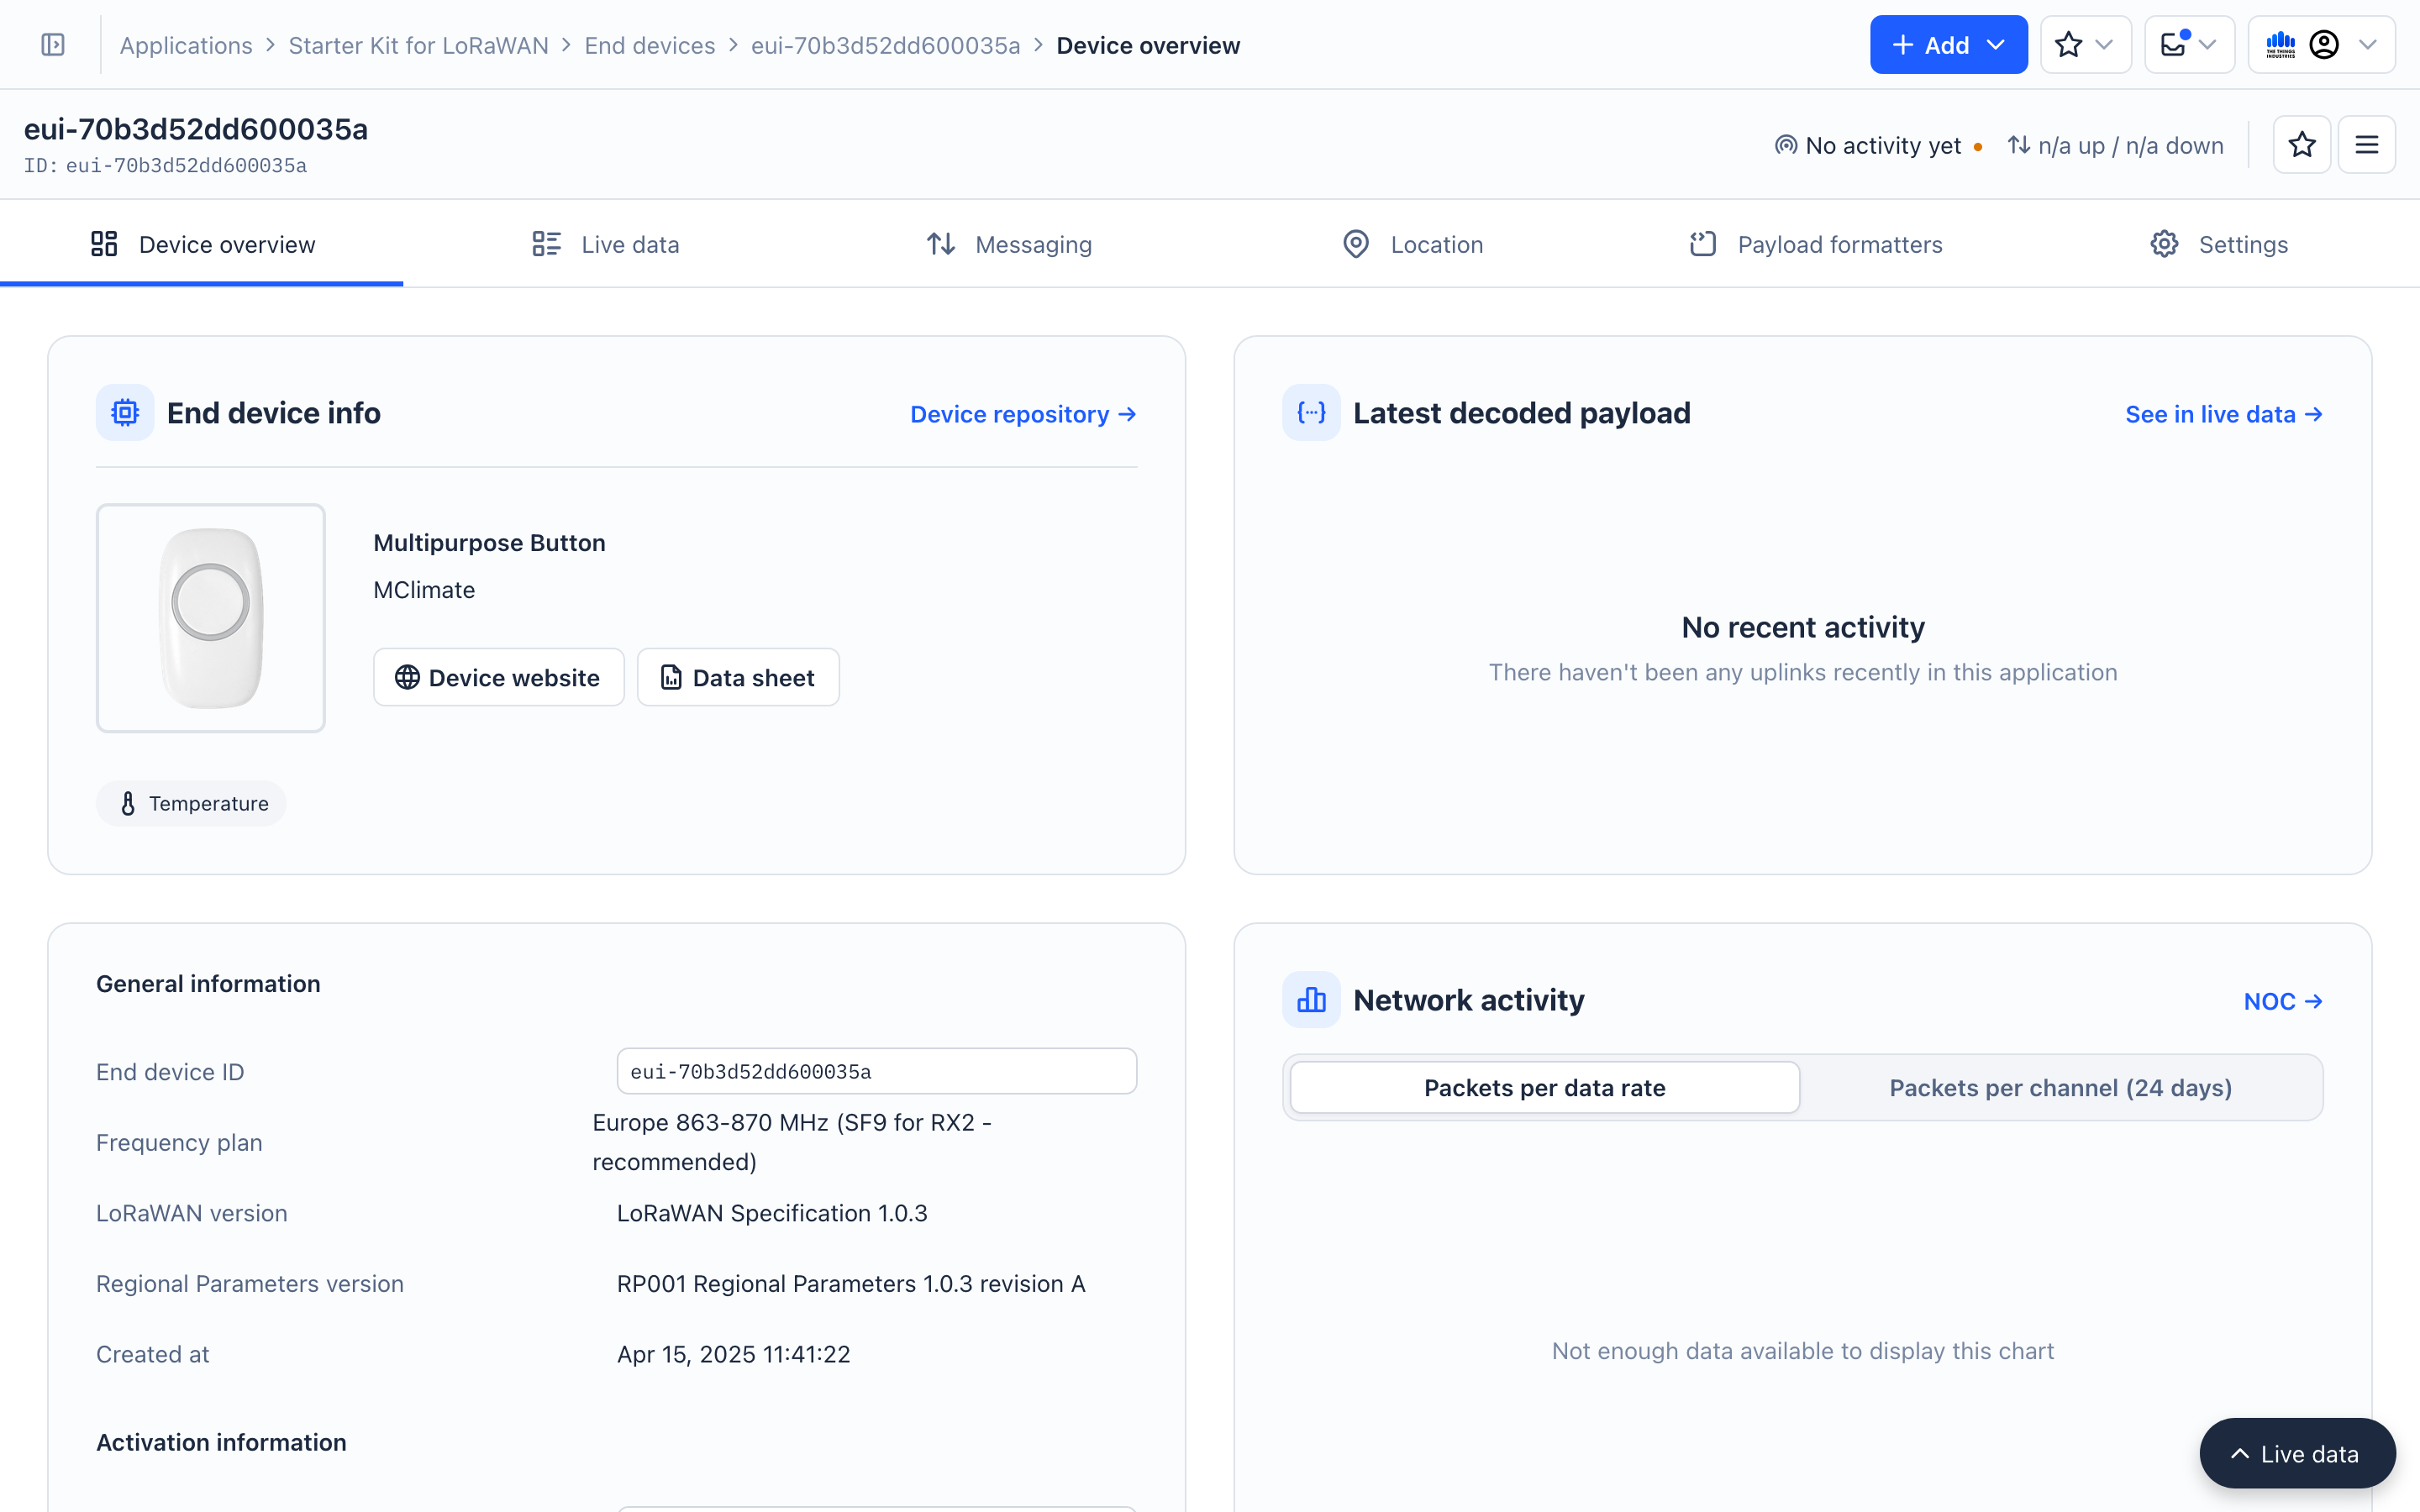 Applications > Starter Kit for LoRaWAN > End devices > eui-70b3d52dd600035a > Device overview
Add
THE THINGS INDUSTRIES
eui-70b3d52dd600035a
ID: eui-70b3d52dd600035a
No activity yet
n/a up / n/a down
Device overview
Live data
Messaging
Location
Payload formatters
Settings
End device info
Device repository →
Multipurpose Button
MClimate
Device website
Data sheet
Temperature
Latest decoded payload
See in live data →
No recent activity
There haven't been any uplinks recently in this application
General information
End device ID
eui-70b3d52dd600035a
Frequency plan
Europe 863-870 MHz (SF9 for RX2 -
recommended)
LoRaWAN version
LoRaWAN Specification 1.0.3
Regional Parameters version
RP001 Regional Parameters 1.0.3 revision A
Created at
Apr 15, 2025 11:41:22
Activation information
Network activity
NOC →
Packets per data rate
Packets per channel (24 days)
Not enough data available to display this chart
Live data